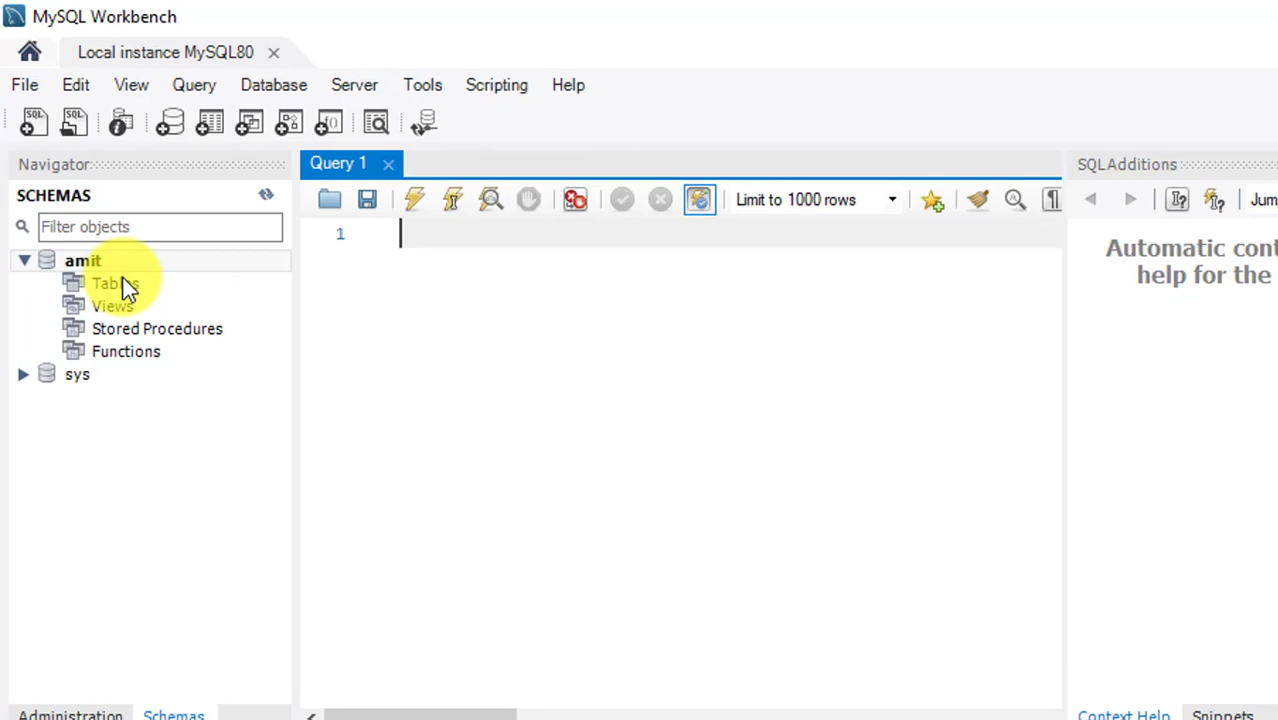 MySQL Workbench
Local instance MySQL80
File Edit View Query Database Server Tools Scripting Help
Navigator
Query 1
SQLAdditions
SCHEMAS
Limit to 1000 rows
Filter objects
1
amit
Tables
Views
Stored Procedures
Functions
sys
Automatic cont
help for the
Administration Schemas
Context Help Snippets